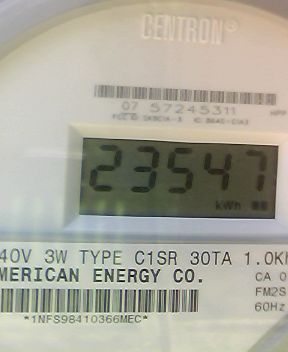 CENTRON®
07 57245311
23547
kWh
40V 3W TYPE C1SR 30TA 1.0Kh
MERICAN ENERGY CO.
CA 0
FM2S
60Hz
*1NFS98410366MEC*